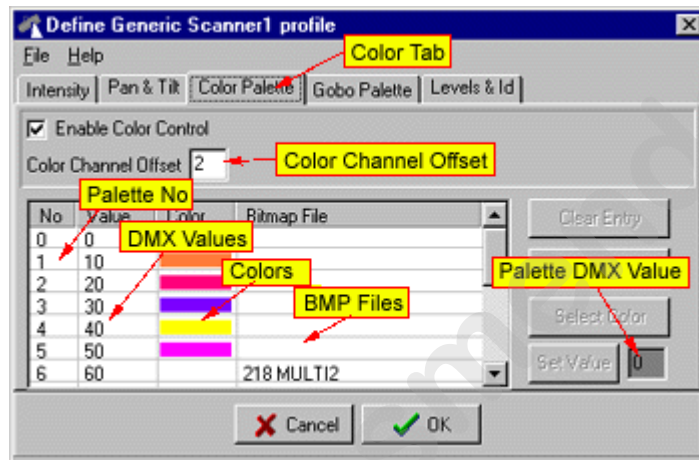 Define Generic Scanner1 profile
File Help
Color Tab
Intensity Pan & Tilt Color Palette Gobo Palette Levels & Id
Enable Color Control
Color Channel Offset 2 Color Channel Offset
Palette No
No Value Color Bitmap File
Clear Entry
0 0
DMX Values
1 10
Colors
Palette DMX Value
2 20
3 30
BMP Files
4 40
Select Color
5 50
6 60 218 MULTI2
Set Value 0
Cancel OK